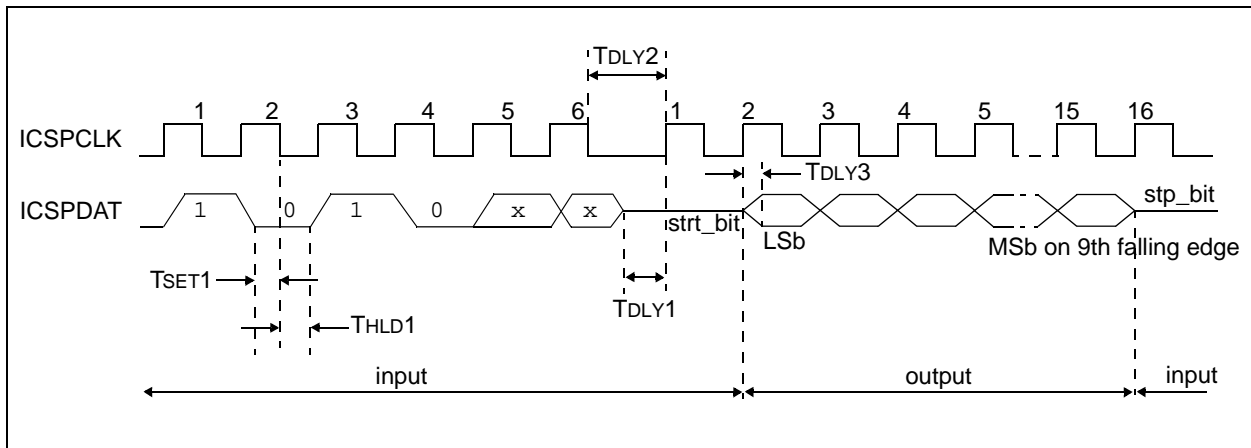 TDLY2
1 2 3 4 5 6 1 2 3 4 5 15 16
ICSPCLK
TDLY3
ICSPDAT
1 0 1 0 x x
strt_bit
stp_bit
LSb
MSb on 9th falling edge
TSET1
TDLY1
THLD1
input output input